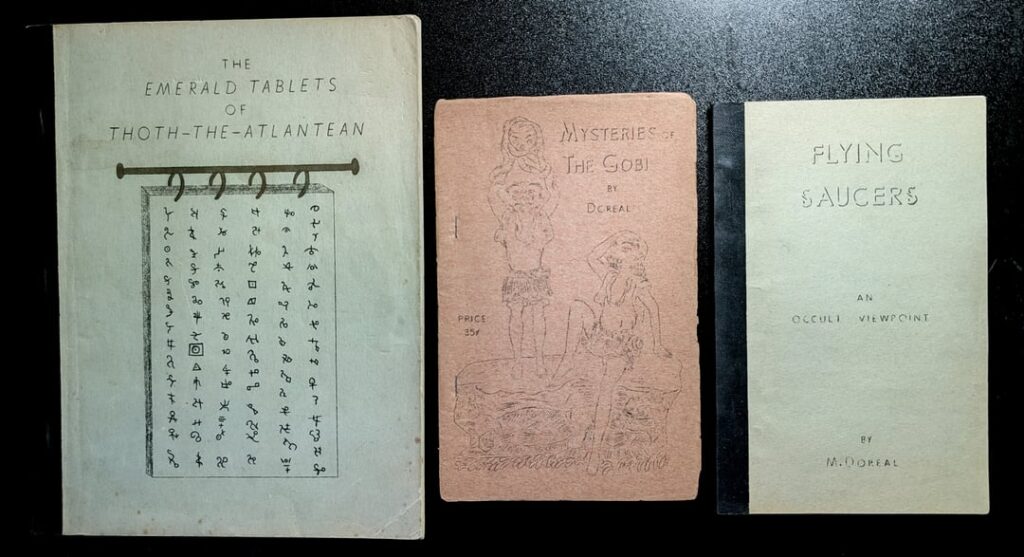 THE
EMERALD TABLETS
OF
THOTH-THE-ATLANTEAN
MYSTERIES OF
THE GOBI
BY
DOREAL
PRICE
35¢
FLYING
SAUCERS
AN
OCCULT VIEWPOINT
BY
M. DOREAL